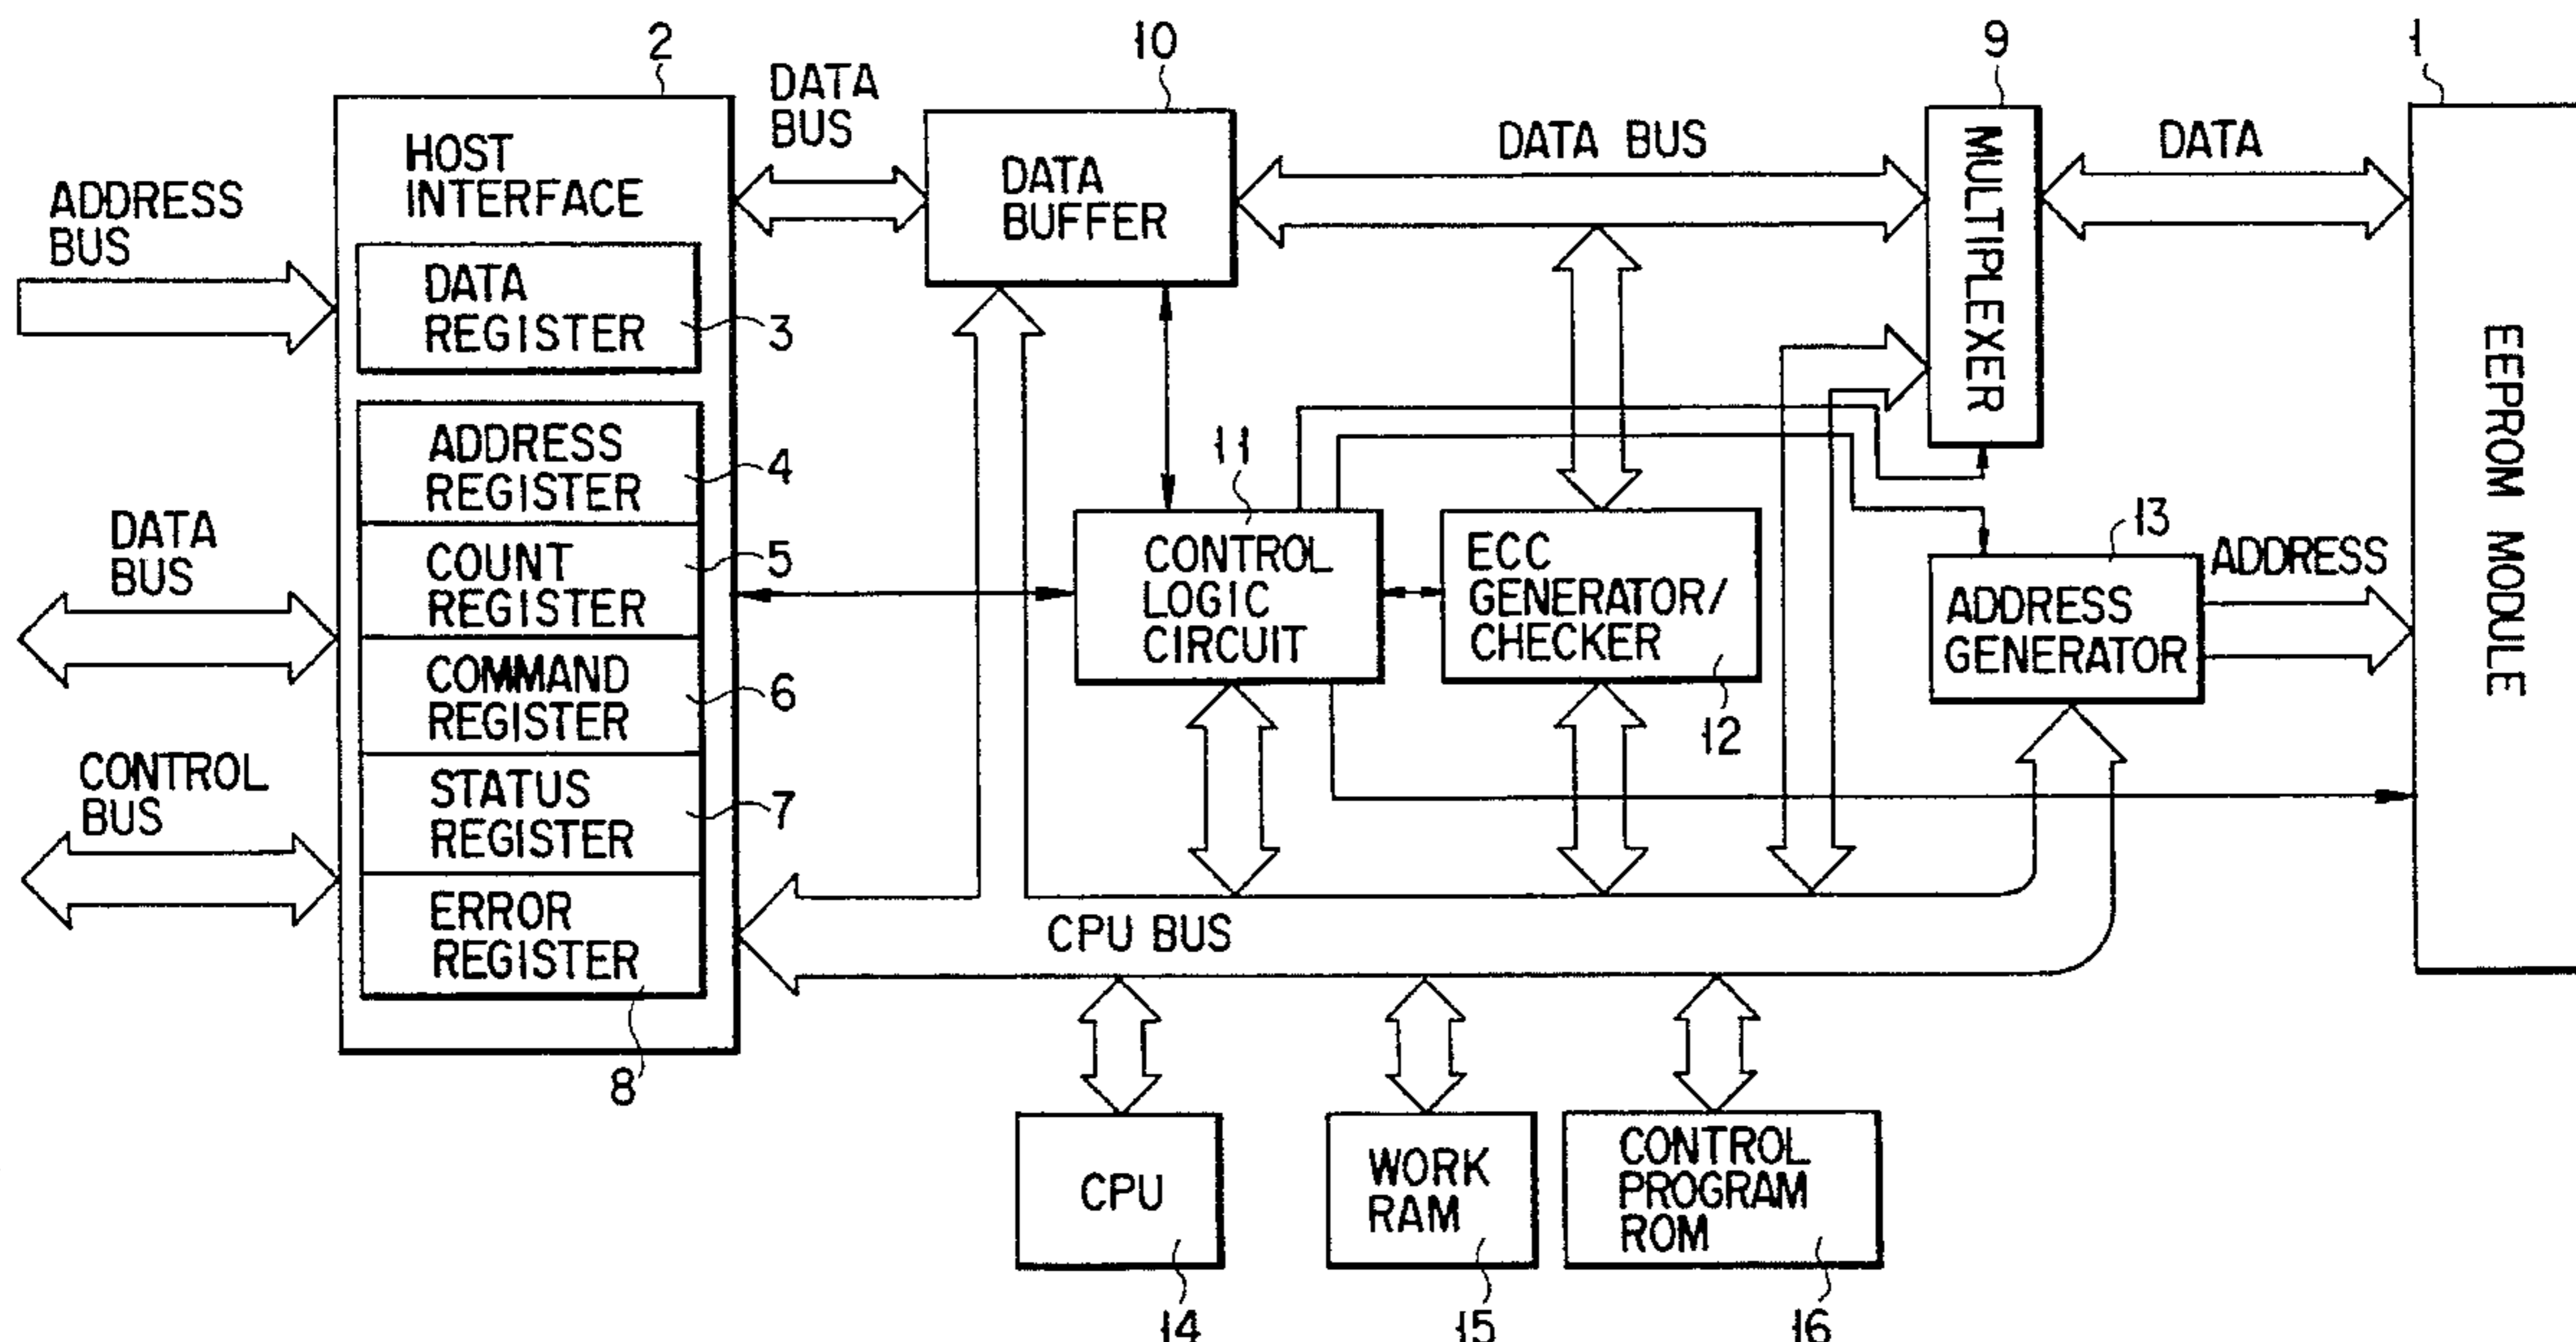 2
10
9
1
DATA
BUS
HOST
INTERFACE
DATA
BUFFER
DATA BUS
MULTIPLEXER
DATA
ADDRESS
BUS
DATA
REGISTER
3
EEPROM MODULE
ADDRESS
REGISTER
4
11
DATA
BUS
COUNT
REGISTER
5
CONTROL
LOGIC
CIRCUIT
ECC
GENERATOR/
CHECKER
12
13
ADDRESS
GENERATOR
ADDRESS
COMMAND
REGISTER
6
CONTROL
BUS
STATUS
REGISTER
7
ERROR
REGISTER
8
CPU BUS
CPU
WORK
RAM
CONTROL
PROGRAM
ROM
14
15
16